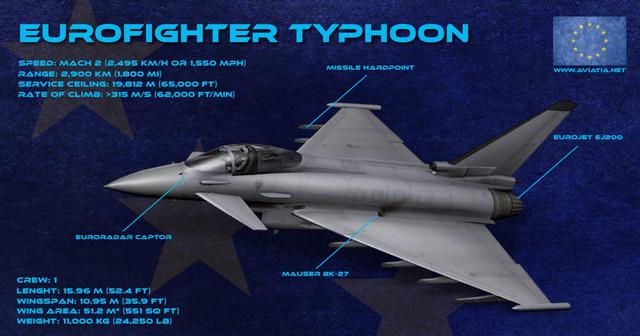 EUROFIGHTER TYPHOON
SPEED: MACH 2 (2,495 KM/H OR 1,550 MPH)
RANGE: 2,900 KM (1,800 MI)
SERVICE CEILING: 19,812 M (65,000 FT)
RATE OF CLIMB: >315 M/S (62,000 FT/MIN)
WWW.AVIATIA.NET
MISSILE HARDPOINT
EUROJET EJ200
EURORADAR CAPTOR
MAUSER BK-27
CREW: 1
LENGHT: 15.96 M (52.4 FT)
WINGSPAN: 10.95 M (35.9 FT)
WING AREA: 51.2 M² (551 SQ FT)
WEIGHT: 11,000 KG (24,250 LB)